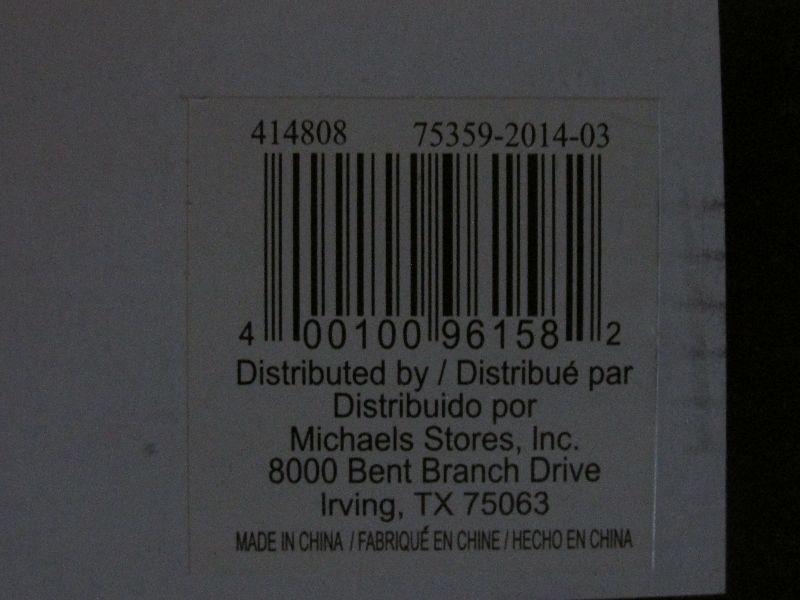 414808 75359-2014-03
4 00100 96158 2
Distributed by / Distribué par
Distribuido por
Michaels Stores, Inc.
8000 Bent Branch Drive
Irving, TX 75063
MADE IN CHINA / FABRIQUÉ EN CHINE / HECHO EN CHINA